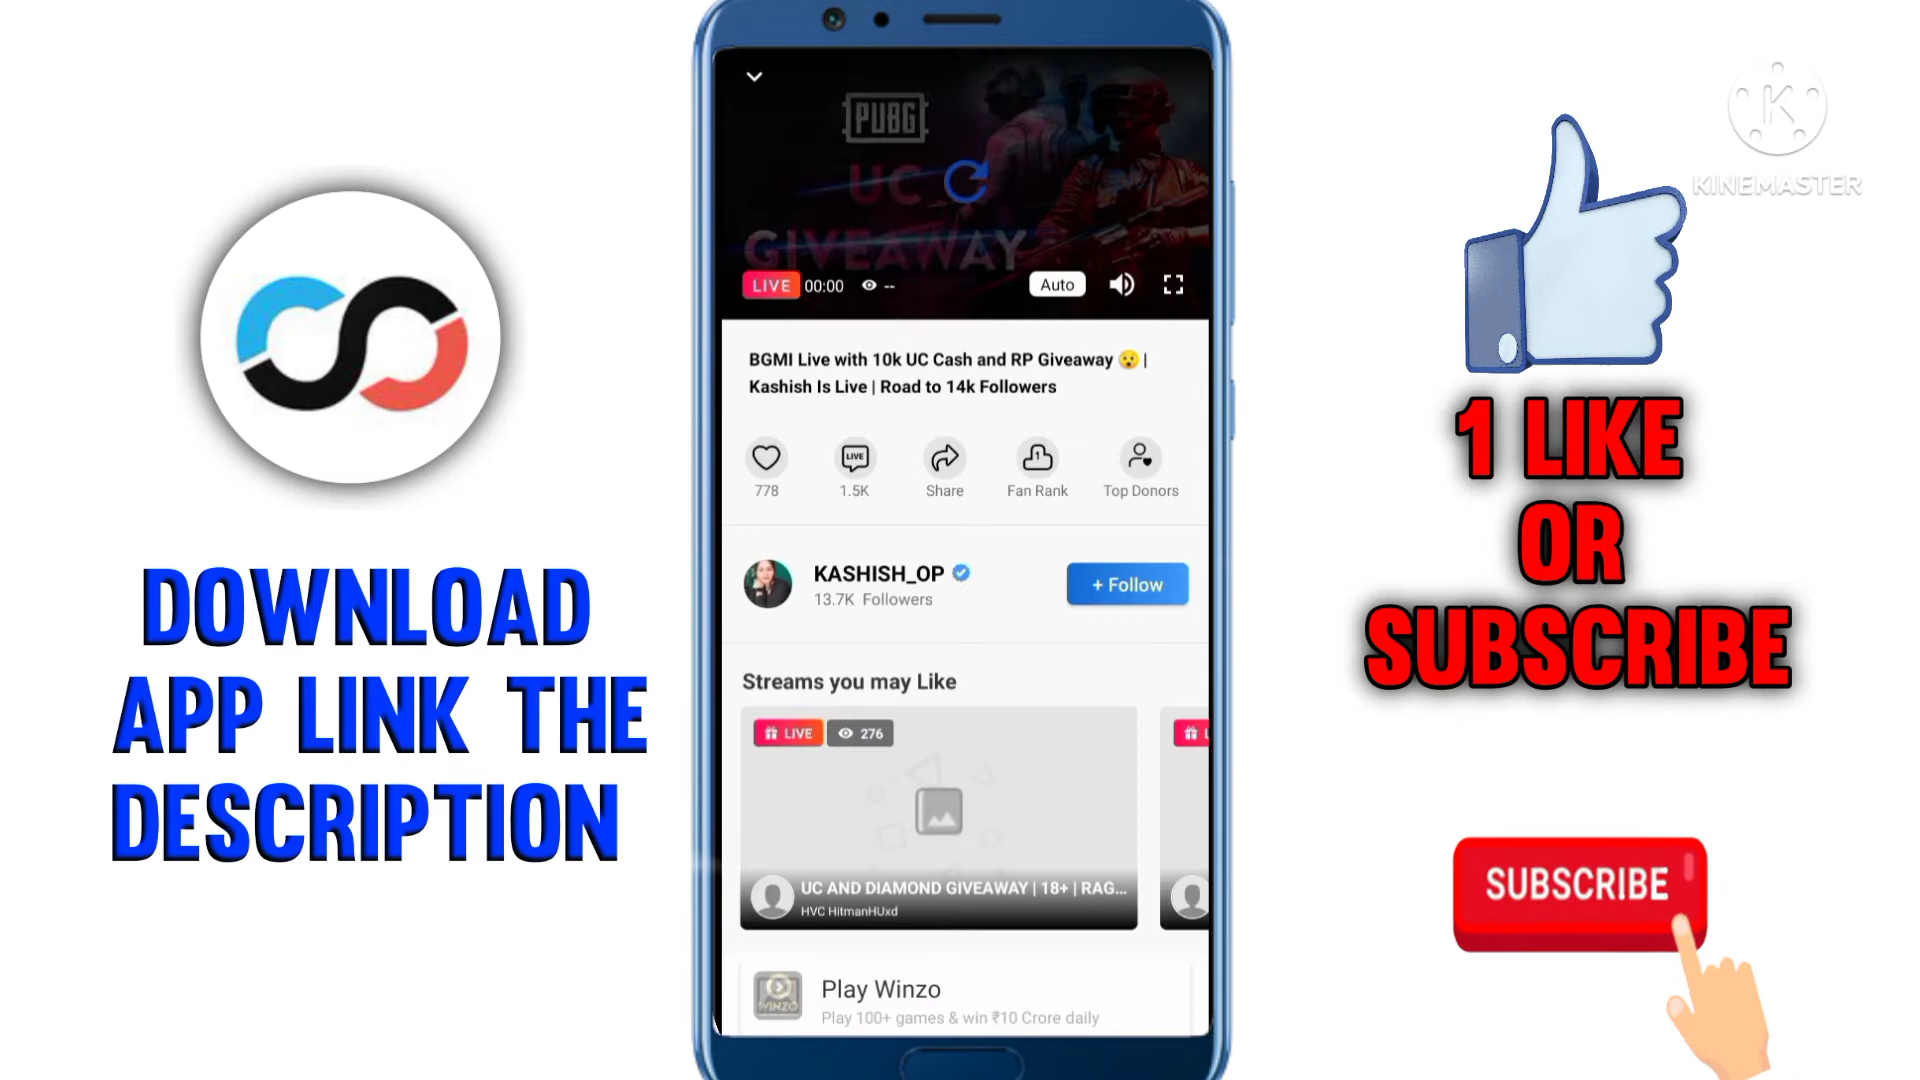 PUBG
UC
GIVEAWAY
LIVE 00:00 --
Auto
BGMI Live with 10k UC Cash and RP Giveaway 😮 |
Kashish Is Live | Road to 14k Followers
LIVE
1
778 1.5K Share Fan Rank Top Donors
KASHISH_OP
13.7K Followers
+ Follow
Streams you may Like
LIVE 276
UC AND DIAMOND GIVEAWAY | 18+ | RAG...
HVC HitmanHUxd
WINZO
Play Winzo
Play 100+ games & win ₹10 Crore daily
DOWNLOAD
APP LINK THE
DESCRIPTION
K
KINEMASTER
1 LIKE
OR
SUBSCRIBE
SUBSCRIBE